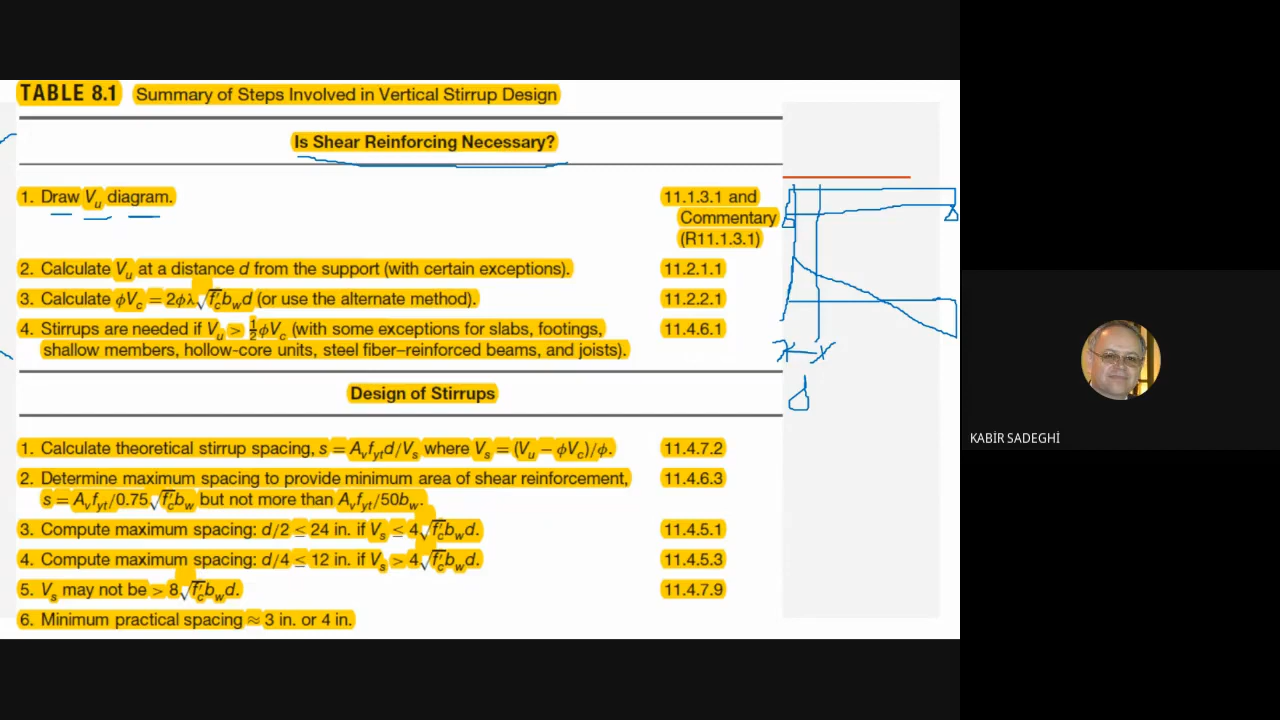 TABLE 8.1 Summary of Steps Involved in Vertical Stirrup Design
Is Shear Reinforcing Necessary?
1. Draw Vu diagram. 11.1.3.1 and
Commentary
(R11.1.3.1)
2. Calculate Vu at a distance d from the support (with certain exceptions). 11.2.1.1
3. Calculate ϕVc = 2ϕλ√f′c bwd (or use the alternate method). 11.2.2.1
4. Stirrups are needed if Vu > ½ϕVc (with some exceptions for slabs, footings, 11.4.6.1
shallow members, hollow-core units, steel fiber–reinforced beams, and joists).
d
Design of Stirrups
1. Calculate theoretical stirrup spacing, s = Avfytd/Vs where Vs = (Vu − ϕVc)/ϕ. 11.4.7.2
2. Determine maximum spacing to provide minimum area of shear reinforcement, 11.4.6.3
s = Avfyt/0.75√f′c bw but not more than Avfyt/50bw.
3. Compute maximum spacing: d/2 ≤ 24 in. if Vs ≤ 4√f′c bwd. 11.4.5.1
4. Compute maximum spacing: d/4 ≤ 12 in. if Vs > 4√f′c bwd. 11.4.5.3
5. Vs may not be > 8√f′c bwd. 11.4.7.9
6. Minimum practical spacing ≈ 3 in. or 4 in.
KABİR SADEGHİ